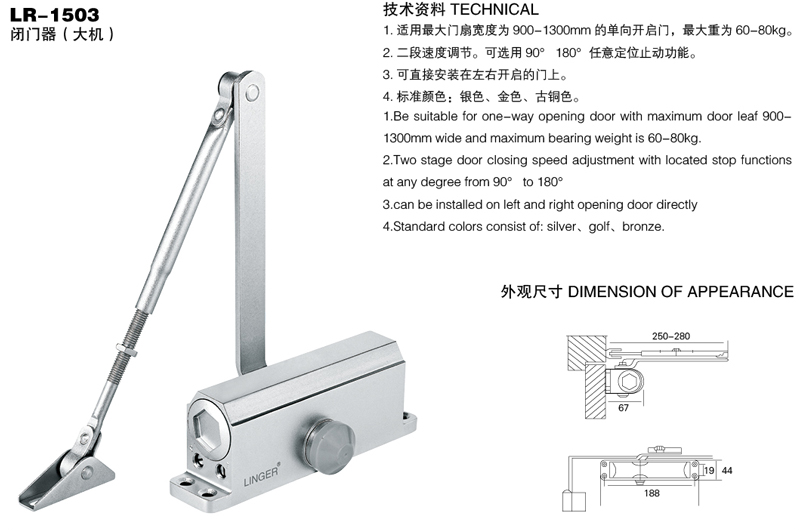 LR-1503
闭门器（大机）
技术资料 TECHNICAL
1. 适用最大门扇宽度为 900-1300mm 的单向开启门，最大重为 60-80kg。
2. 二段速度调节。可选用 90° 180° 任意定位止动功能。
3. 可直接安装在左右开启的门上。
4. 标准颜色：银色、金色、古铜色。
1.Be suitable for one-way opening door with maximum door leaf 900-
1300mm wide and maximum bearing weight is 60-80kg.
2.Two stage door closing speed adjustment with located stop functions
at any degree from 90° to 180°
3.can be installed on left and right opening door directly
4.Standard colors consist of: silver、golf、bronze.
LINGER®
外观尺寸 DIMENSION OF APPEARANCE
250-280
67
19 44
188